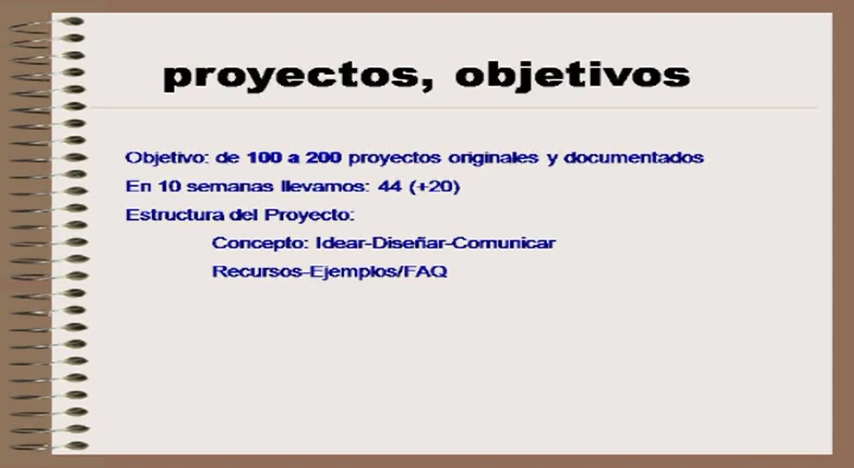 proyectos, objetivos
Objetivo: de 100 a 200 proyectos originales y documentados
En 10 semanas llevamos: 44 (+20)
Estructura del Proyecto:
Concepto: Idear-Diseñar-Comunicar
Recursos-Ejemplos/FAQ